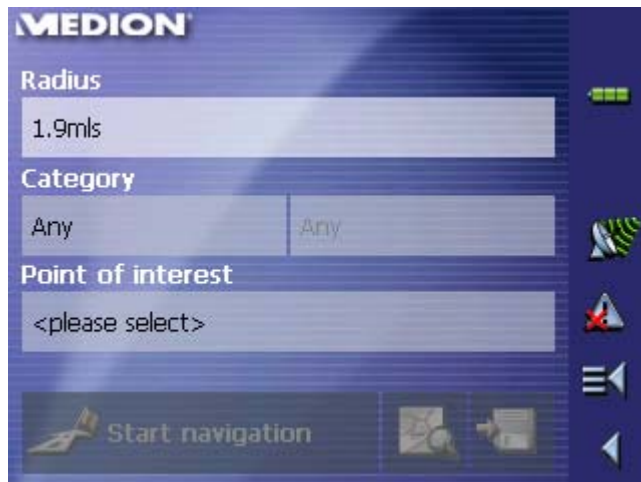 MEDION
Radius
1.9mls
Category
Any Any
Point of interest
<please select>
Start navigation